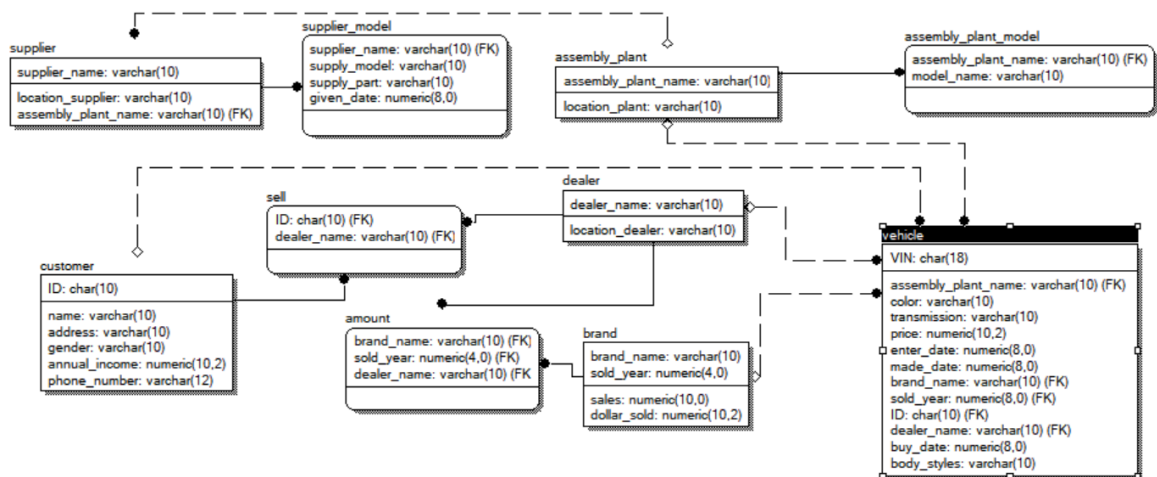 supplier
supplier_name: varchar(10)
location_supplier: varchar(10)
assembly_plant_name: varchar(10) (FK)
supplier_model
supplier_name: varchar(10) (FK)
supply_model: varchar(10)
supply_part: varchar(10)
given_date: numeric(8,0)
assembly_plant
assembly_plant_name: varchar(10)
location_plant: varchar(10)
assembly_plant_model
assembly_plant_name: varchar(10) (FK)
model_name: varchar(10)
sell
ID: char(10) (FK)
dealer_name: varchar(10) (FK)
dealer
dealer_name: varchar(10)
location_dealer: varchar(10)
customer
ID: char(10)
name: varchar(10)
address: varchar(10)
gender: varchar(10)
annual_income: numeric(10,2)
phone_number: varchar(12)
amount
brand_name: varchar(10) (FK)
sold_year: numeric(4,0) (FK)
dealer_name: varchar(10) (FK
brand
brand_name: varchar(10)
sold_year: numeric(4,0)
sales: numeric(10,0)
dollar_sold: numeric(10,2)
vehicle
VIN: char(18)
assembly_plant_name: varchar(10) (FK)
color: varchar(10)
transmission: varchar(10)
price: numeric(10,2)
enter_date: numeric(8,0)
made_date: numeric(8,0)
brand_name: varchar(10) (FK)
sold_year: numeric(8,0) (FK)
ID: char(10) (FK)
dealer_name: varchar(10) (FK)
buy_date: numeric(8,0)
body_styles: varchar(10)